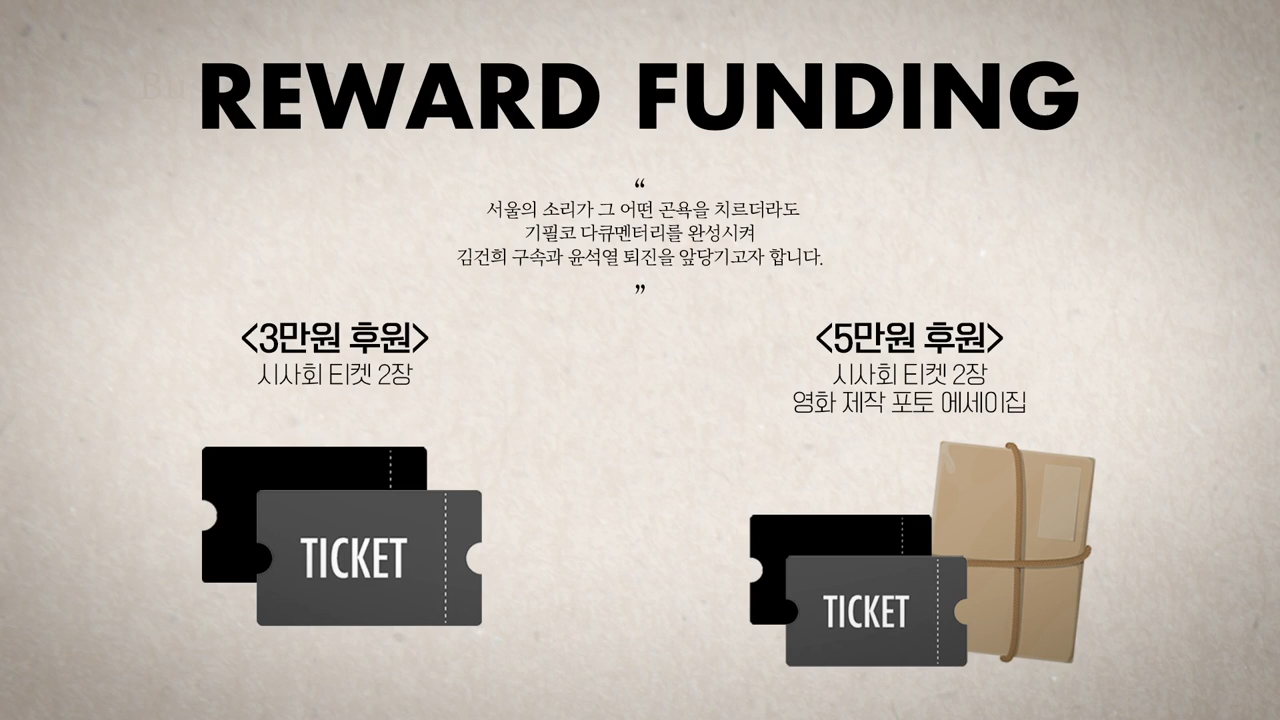 REWARD FUNDING
“
서울의 소리가 그 어떤 곤욕을 치르더라도
기필코 다큐멘터리를 완성시켜
김건희 구속과 윤석열 퇴진을 앞당기고자 합니다.
”
<3만원 후원>
시사회 티켓 2장
TICKET
<5만원 후원>
시사회 티켓 2장
영화 제작 포토 에세이집
TICKET